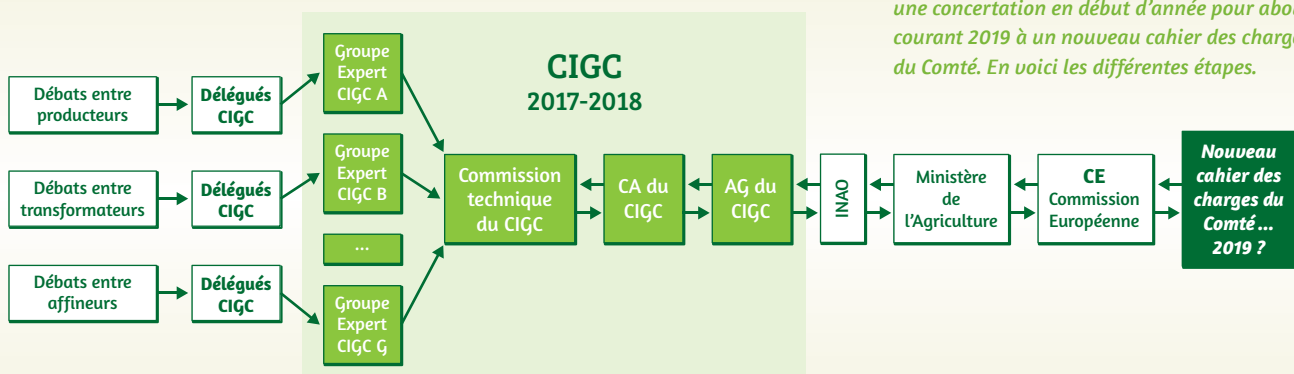 une concertation en début d'année pour
courant 2019 à un nouveau cahier des
du Comté. En voici les différentes étapes.
CIGC
2017-2018
Débats entre
producteurs
Délégués
CIGC
Groupe
Expert
CIGC A
Débats entre
transformateurs
Délégués
CIGC
Groupe
Expert
CIGC B
...
Débats entre
affineurs
Délégués
CIGC
Groupe
Expert
CIGC G
Commission
technique
du CIGC
CA du
CIGC
AG du
CIGC
INAO
Ministère
de
l'Agriculture
CE
Commission
Européenne
Nouveau
cahier des
charges du
Comté ...
2019 ?